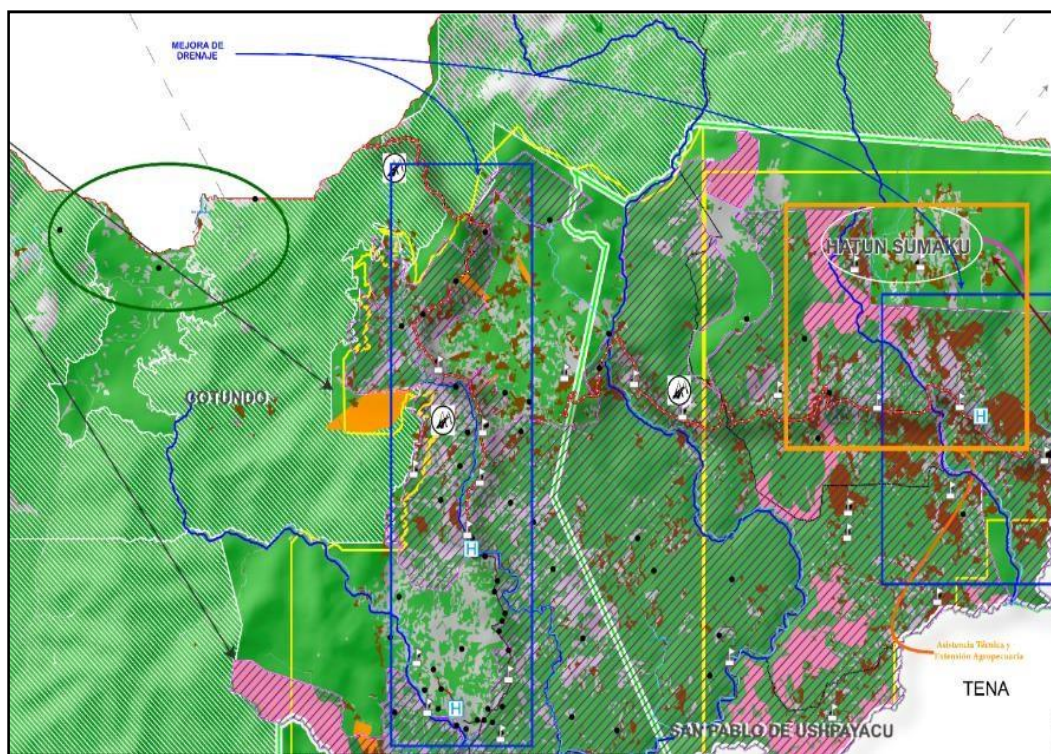 MEJORA DE
DRENAJE
HATUN SUMAKU
COTUNDO
H
H
H
Asistencia Técnica y
Extensión Agropecuaria
TENA
SAN PABLO DE USHPAYACU